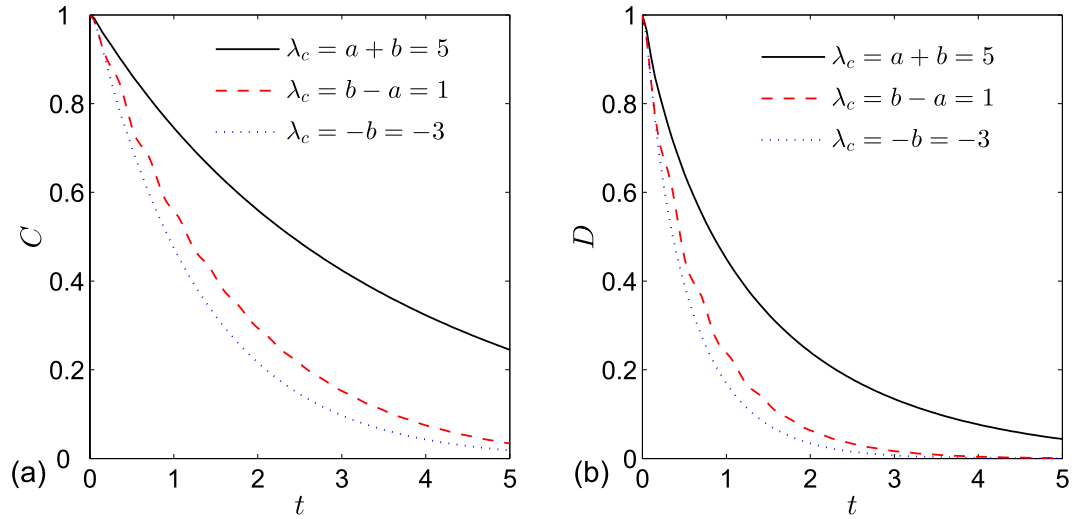 1
0.8
0.6
0.4
0.2
0
C
λc = a + b = 5
λc = b − a = 1
λc = −b = −3
0 1 2 3 4 5
t
(a)
1
0.8
0.6
0.4
0.2
0
D
λc = a + b = 5
λc = b − a = 1
λc = −b = −3
0 1 2 3 4 5
t
(b)